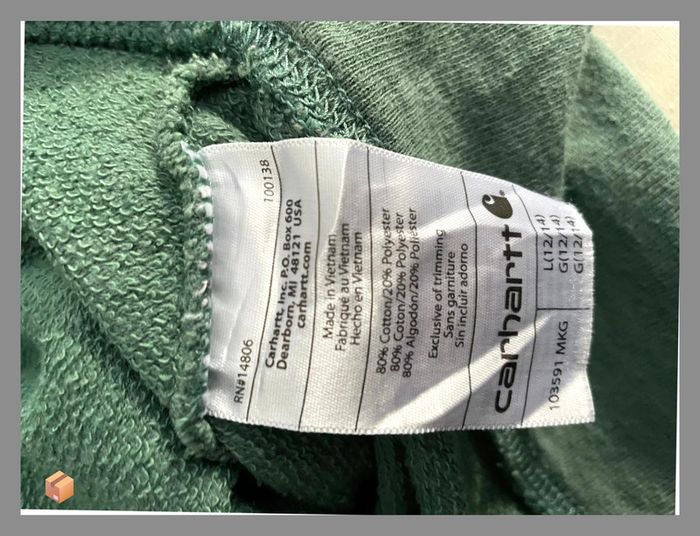 carhartt
L(12/14)
G(12/14)
G(12/14)
103591 MKG
Exclusive of trimming
Sans garniture
Sin incluir adorno
80% Cotton/20% Polyester
80% Coton/20% Polyester
80% Algodón/20% Poliéster
Made in Vietnam
Fabriqué au Vietnam
Hecho en Vietnam
Carhartt, Inc. P.O. Box 600
Dearborn, MI 48121 USA
carhartt.com
RN#14806
100138